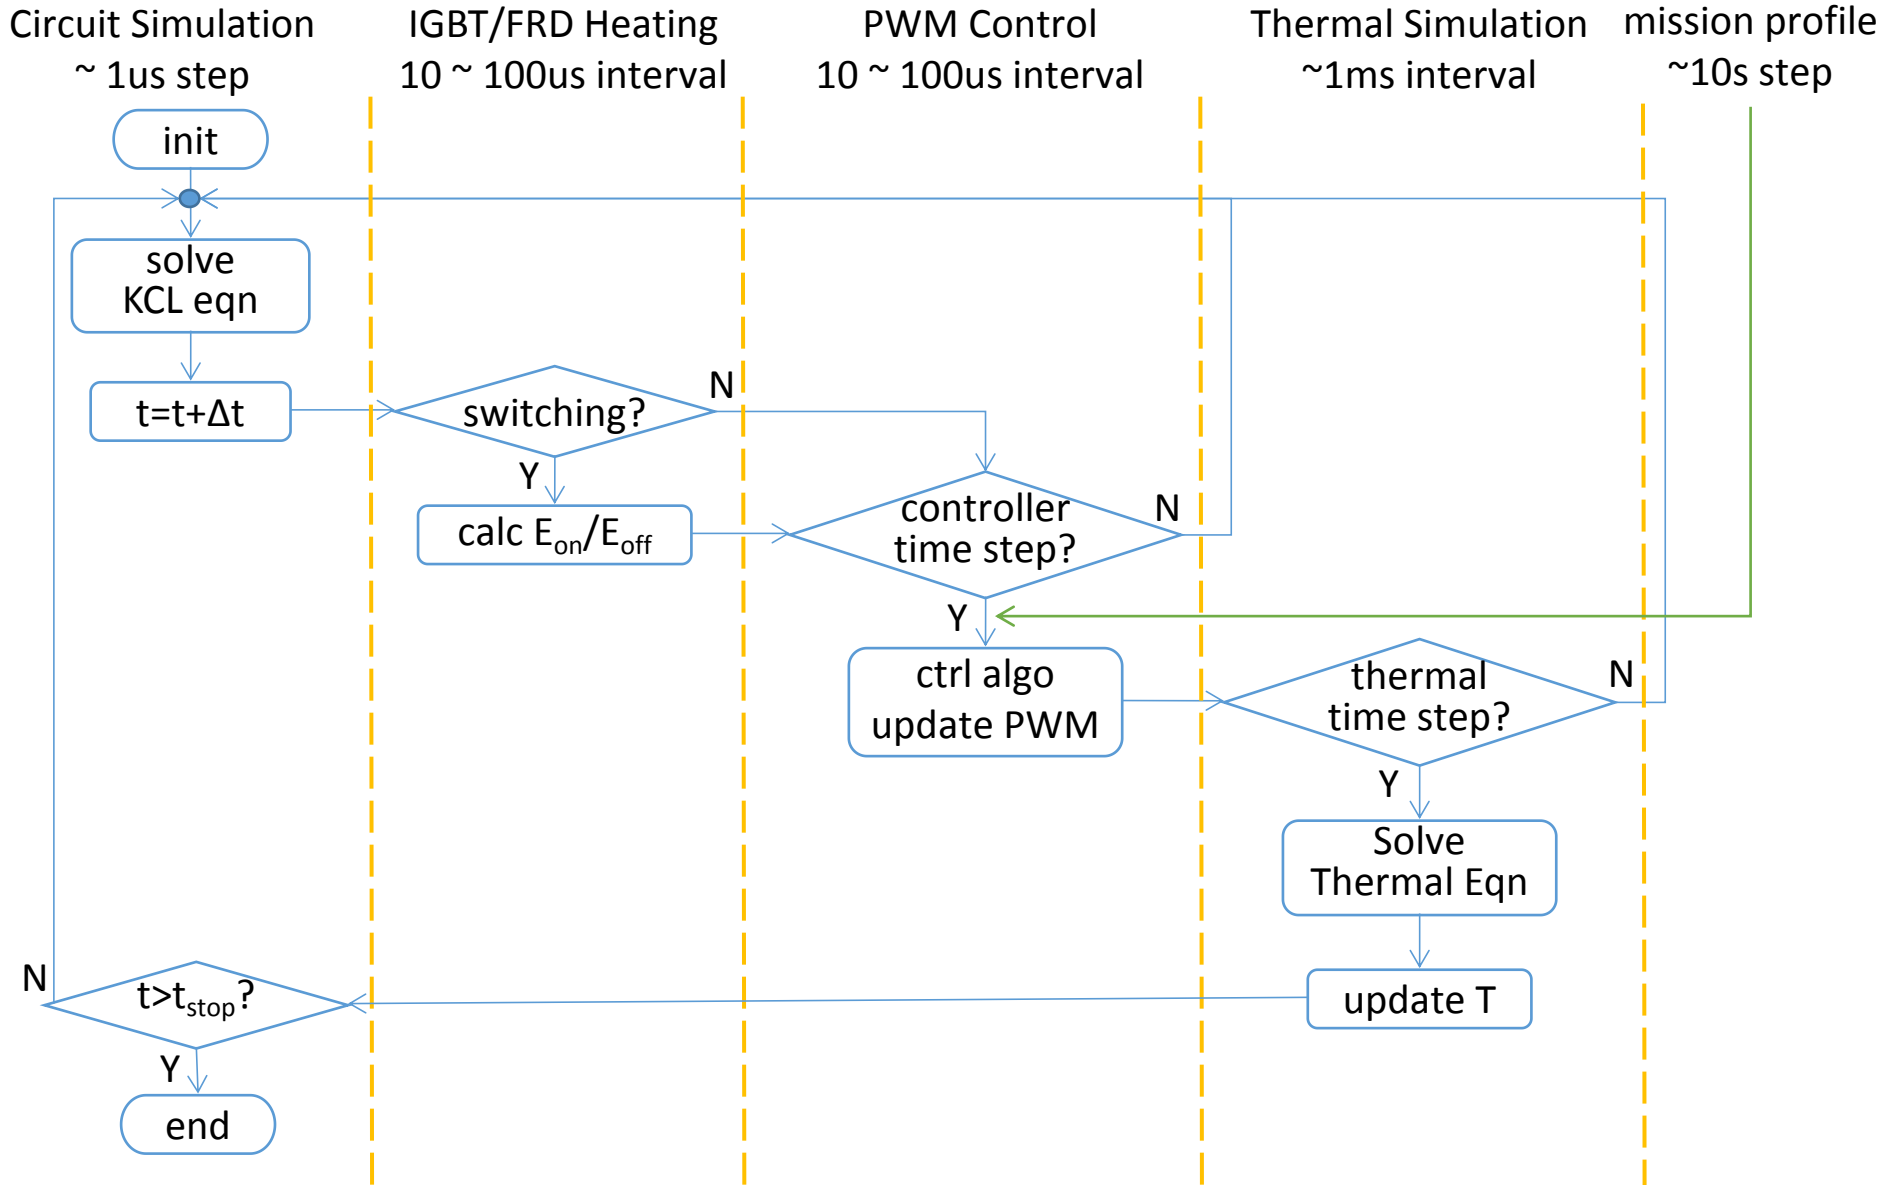 Circuit Simulation
~ 1us step
IGBT/FRD Heating
10 ~ 100us interval
PWM Control
10 ~ 100us interval
Thermal Simulation
~1ms interval
mission profile
~10s step
init
solve
KCL eqn
t=t+Δt
switching?
N
Y
calc Eon/Eoff
controller
time step?
N
Y
ctrl algo
update PWM
thermal
time step?
N
Y
Solve
Thermal Eqn
update T
N
t>tstop?
Y
end